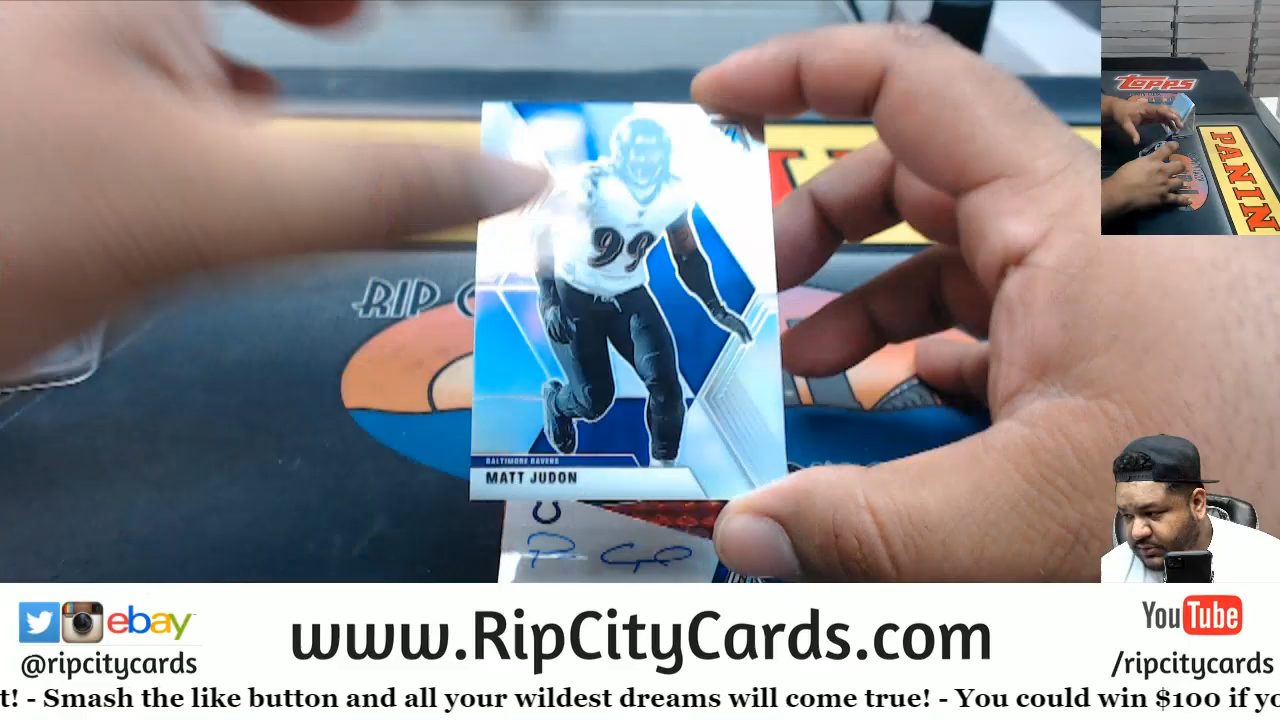 TOPPS
PANIN
RIP
99
BALTIMORE RAVENS
MATT JUDON
ebay
www.RipCityCards.com
YouTube
@ripcitycards
/ripcitycards
t! - Smash the like button and all your wildest dreams will come true! - You could win $100 if yo